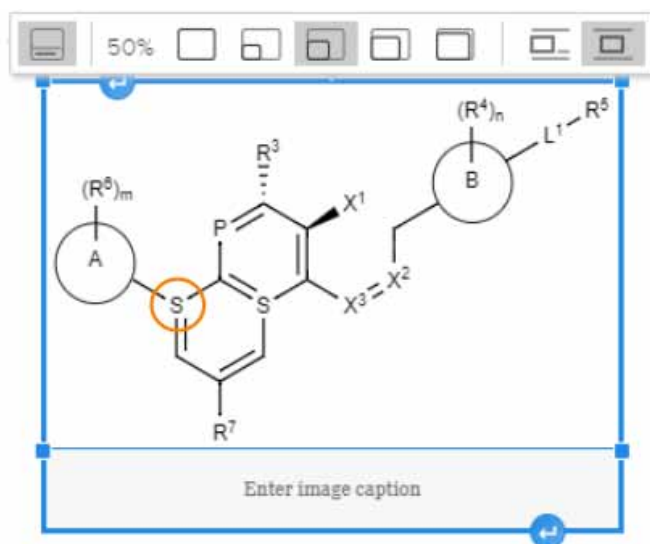 50%
(R⁴)ₙ
R⁵
L¹
R³
B
(R⁶)ₘ
X¹
P
A
X²
S
S
X³
R⁷
Enter image caption